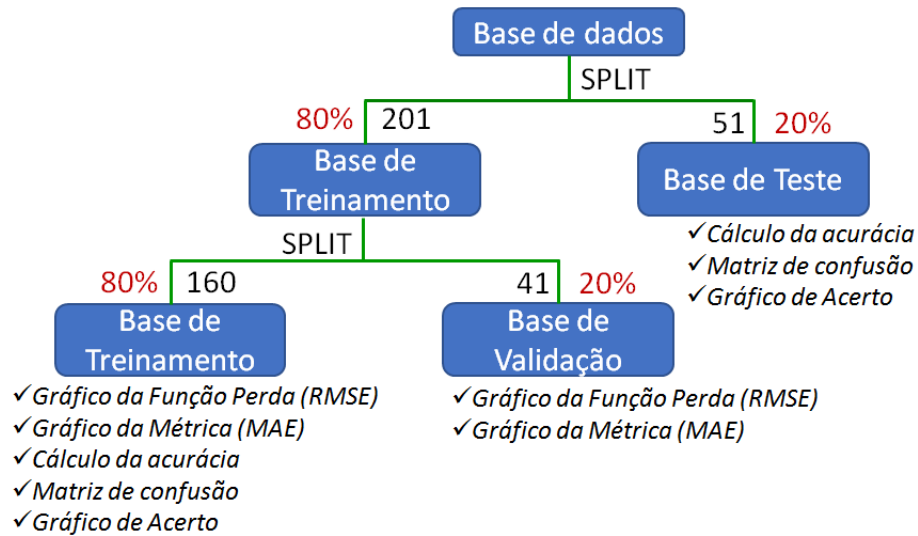 Base de dados
SPLIT
80% 201
51 20%
Base de
Treinamento
Base de Teste
✓Cálculo da acurácia
✓Matriz de confusão
✓Gráfico de Acerto
SPLIT
80% 160
41 20%
Base de
Treinamento
Base de
Validação
✓Gráfico da Função Perda (RMSE)
✓Gráfico da Métrica (MAE)
✓Cálculo da acurácia
✓Matriz de confusão
✓Gráfico de Acerto
✓Gráfico da Função Perda (RMSE)
✓Gráfico da Métrica (MAE)